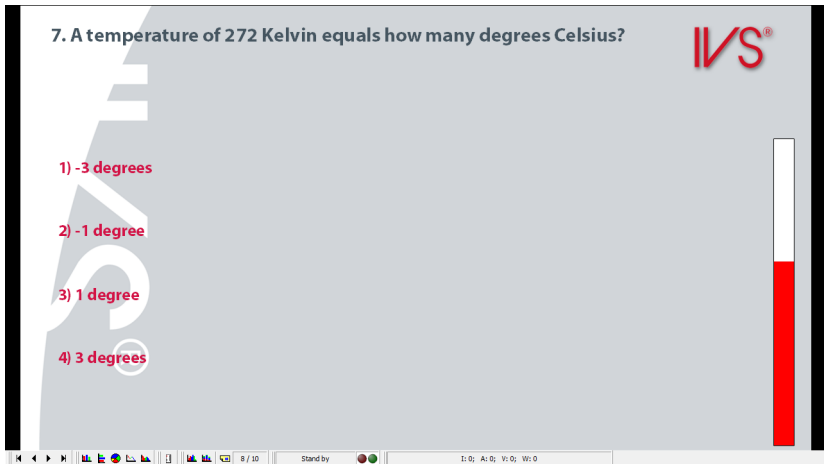 7. A temperature of 272 Kelvin equals how many degrees Celsius?
IVS®
1) -3 degrees
2) -1 degree
3) 1 degree
4) 3 degrees
IVS®
8 / 10
Stand by
I: 0; A: 0; V: 0; W: 0